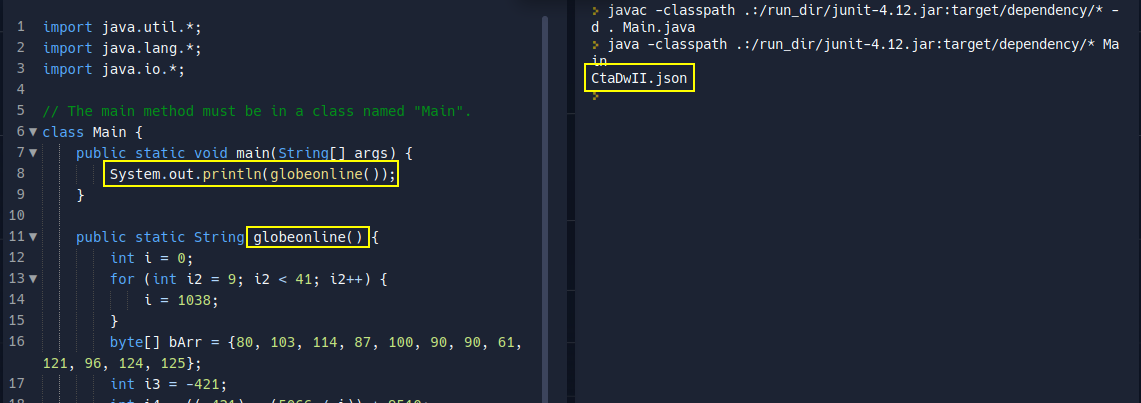 1 import java.util.*;
2 import java.lang.*;
3 import java.io.*;
4
5 // The main method must be in a class named "Main".
6 class Main {
7 public static void main(String[] args) {
8 System.out.println(globeonline());
9 }
10
11 public static String globeonline() {
12 int i = 0;
13 for (int i2 = 9; i2 < 41; i2++) {
14 i = 1038;
15 }
16 byte[] bArr = {80, 103, 114, 87, 100, 90, 90, 61,
121, 96, 124, 125};
17 int i3 = -421;
> javac -classpath .:/run_dir/junit-4.12.jar:target/dependency/* -
d . Main.java
> java -classpath .:/run_dir/junit-4.12.jar:target/dependency/* Ma
in
CtaDwII.json
>